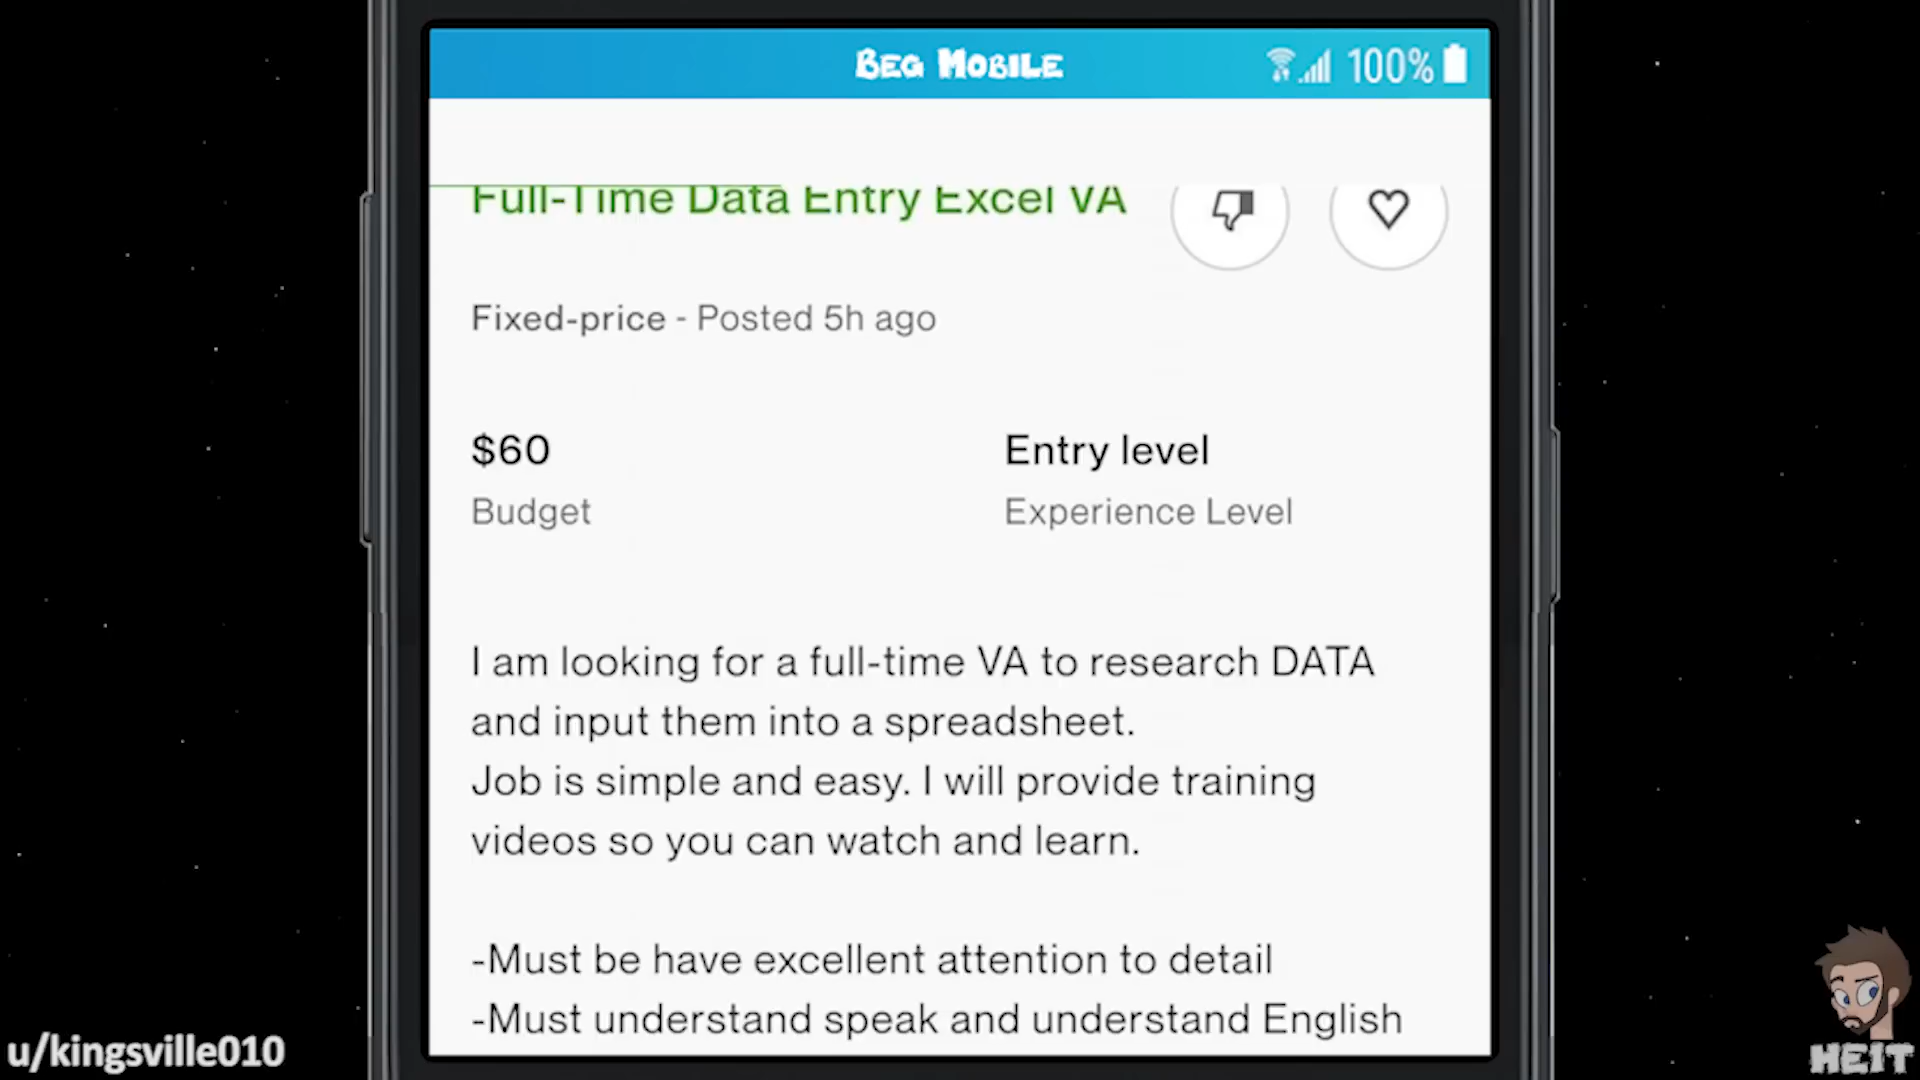 BEG MOBILE
100%
Full-Time Data Entry Excel VA
Fixed-price - Posted 5h ago
$60
Entry level
Budget
Experience Level
I am looking for a full-time VA to research DATA
and input them into a spreadsheet.
Job is simple and easy. I will provide training
videos so you can watch and learn.
-Must be have excellent attention to detail
-Must understand speak and understand English
u/kingsville010
HEIT